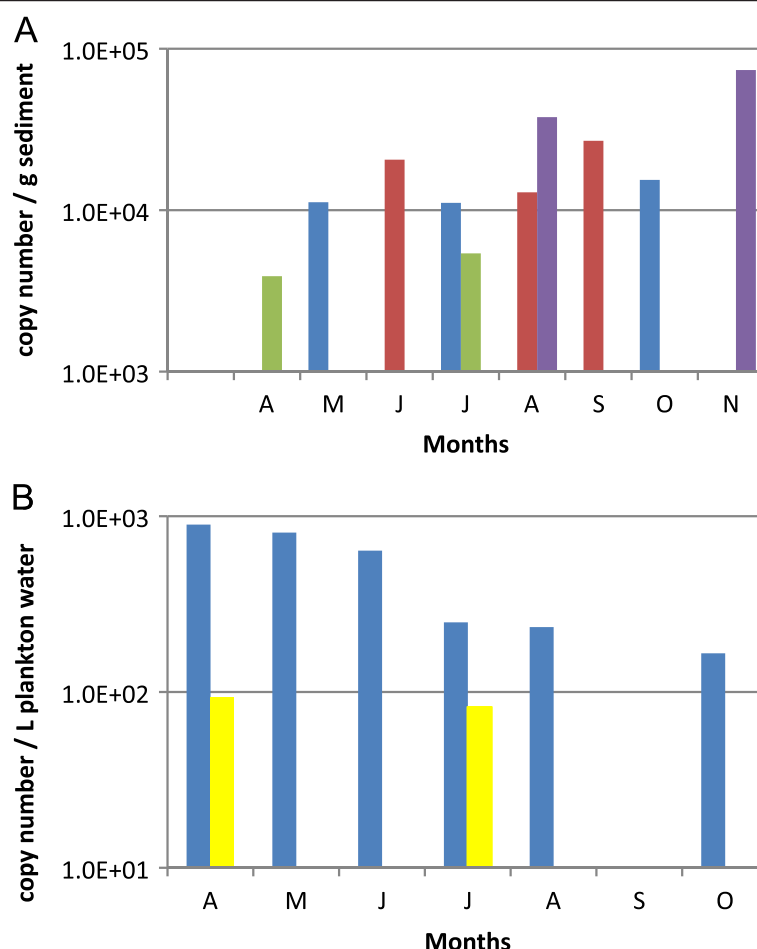 A
copy number / g sediment
1.0E+05
1.0E+04
1.0E+03
A M J J A S O N
Months
B
copy number / L plankton water
1.0E+03
1.0E+02
1.0E+01
A M J J A S O
Months